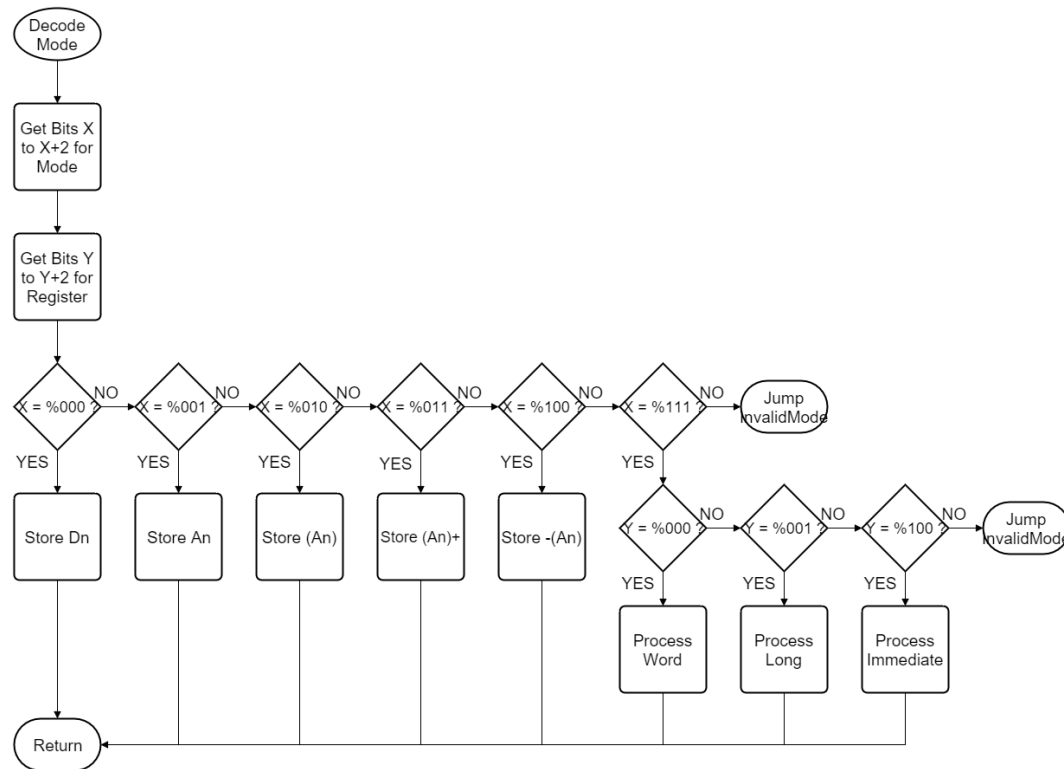 Decode
Mode
Get Bits X
to X+2 for
Mode
Get Bits Y
to Y+2 for
Register
X = %000 ?
NO
X = %001 ?
NO
X = %010 ?
NO
X = %011 ?
NO
X = %100 ?
NO
X = %111 ?
NO
Jump
InvalidMode
YES
YES
YES
YES
YES
YES
Store Dn
Store An
Store (An)
Store (An)+
Store -(An)
Y = %000 ?
NO
Y = %001 ?
NO
Y = %100 ?
NO
Jump
InvalidMode
YES
YES
YES
Process
Word
Process
Long
Process
Immediate
Return